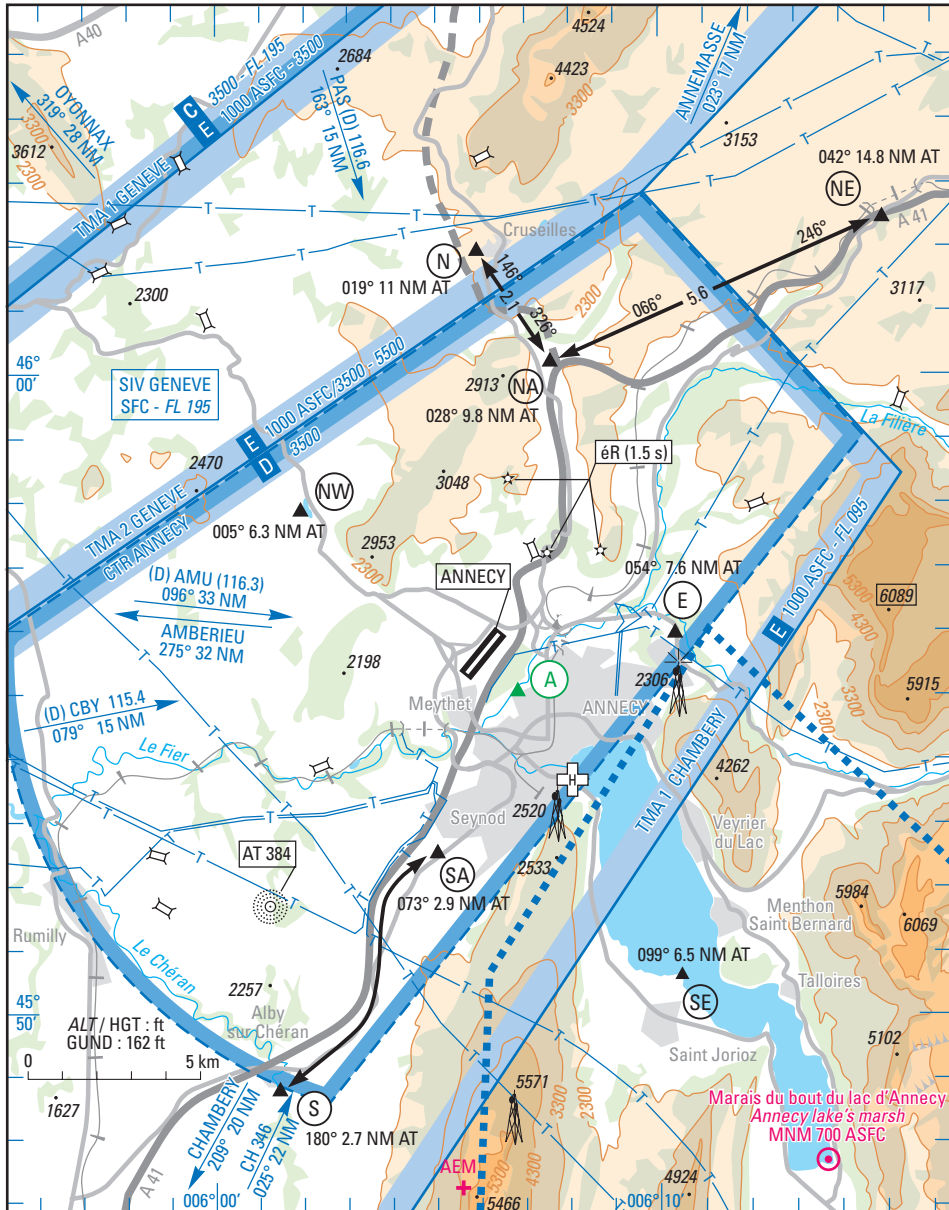 A 40
4524
2684
4423
3300
ANNEMASSE
023° 17 NM
OYONNAX
319° 28 NM
3300
2300
3612
C
3500 - FL 195
E
1000 ASFC - 3500
TMA 1 GENEVE
PAS (D) 116.6
163° 15 NM
3153
042° 14.8 NM AT
NE
A 41
Cruseilles
N
019° 11 NM AT
146°
2.1
326°
246°
066°
5.6
2300
2300
3117
46°
00'
SIV GENEVE
SFC - FL 195
2913
NA
028° 9.8 NM AT
E
1000 ASFC/3500 - 5500
D
-3500
TMA 2 GENEVE
CTR ANNECY
La Filière
éR (1.5 s)
2470
NW
005° 6.3 NM AT
3048
2953
2300
ANNECY
054° 7.6 NM AT
E
E
1000 ASFC - FL 095
5300
4300
6089
(D) AMU (116.3)
096° 33 NM
AMBERIEU
275° 32 NM
2198
A
2306
3300
5915
(D) CBY 115.4
079° 15 NM
Meythet
ANNECY
2300
Le Fier
TMA 1 CHAMBERY
4262
H
2520
Seynod
Veyrier
du Lac
2533
AT 384
SA
073° 2.9 NM AT
5984
6069
Menthon
Saint Bernard
Rumilly
Le Chéran
099° 6.5 NM AT
SE
Talloires
2257
45°
50'
Alby
sur Chéran
ALT / HGT : ft
GUND : 162 ft
0
5 km
Saint Jorioz
5102
1627
S
180° 2.7 NM AT
CHAMBERY
209° 20 NM
CH 346
025° 22 NM
5571
3300
2300
Marais du bout du lac d'Annecy
Annecy lake's marsh
MNM 700 ASFC
A 41
006° 00'
AEM
5300
5466
4924
006° 10'